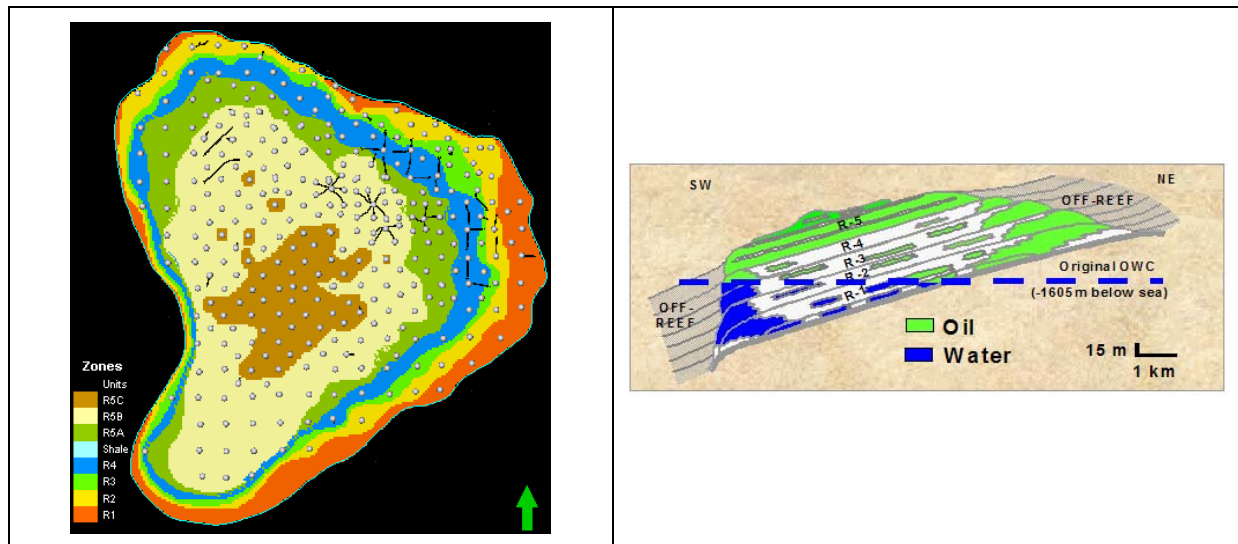 Zones
Units
R5C
R5B
R5A
Shale
R4
R3
R2
R1
SW
NE
OFF-REEF
R-5
R-4
R-3
R-2
R-1
Original OWC
(-1605 m below sea)
OFF-
REEF
Oil
Water
15 m
1 km